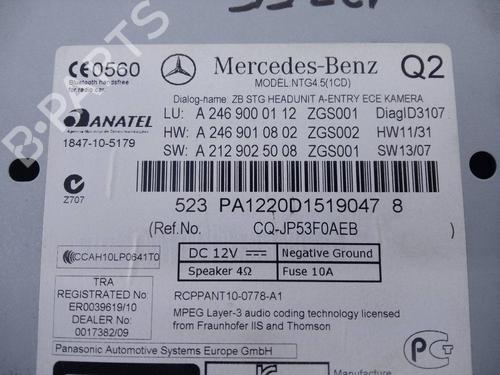 CE0560
Bluetooth handsfree
for radio car.
Mercedes-Benz
Q2
MODEL:NTG4.5(1CD)
Dialog-name ZB STG HEADUNIT A-ENTRY ECE KAMERA
ANATEL
LU: A 246 900 01 12 ZGS001 DiagID3107
HW: A 246 901 08 02 ZGS002 HW11/31
SW: A 212 902 50 08 ZGS001 SW13/07
1847-10-5179
Z707
523 PA1220D1519047 8
(Ref.No. CQ-JP53F0AEB )
CCAH10LP0641T0
DC 12V Negative Ground
Speaker 4Ω Fuse 10A
TRA
REGISTERED No:
ER0039619/10
DEALER No:
0017382/09
RCPPANT10-0778-A1
MPEG Layer-3 audio coding technology licensed
from Fraunhofer IIS and Thomson
Panasonic Automotive Systems Europe GmbH
B-PARTS